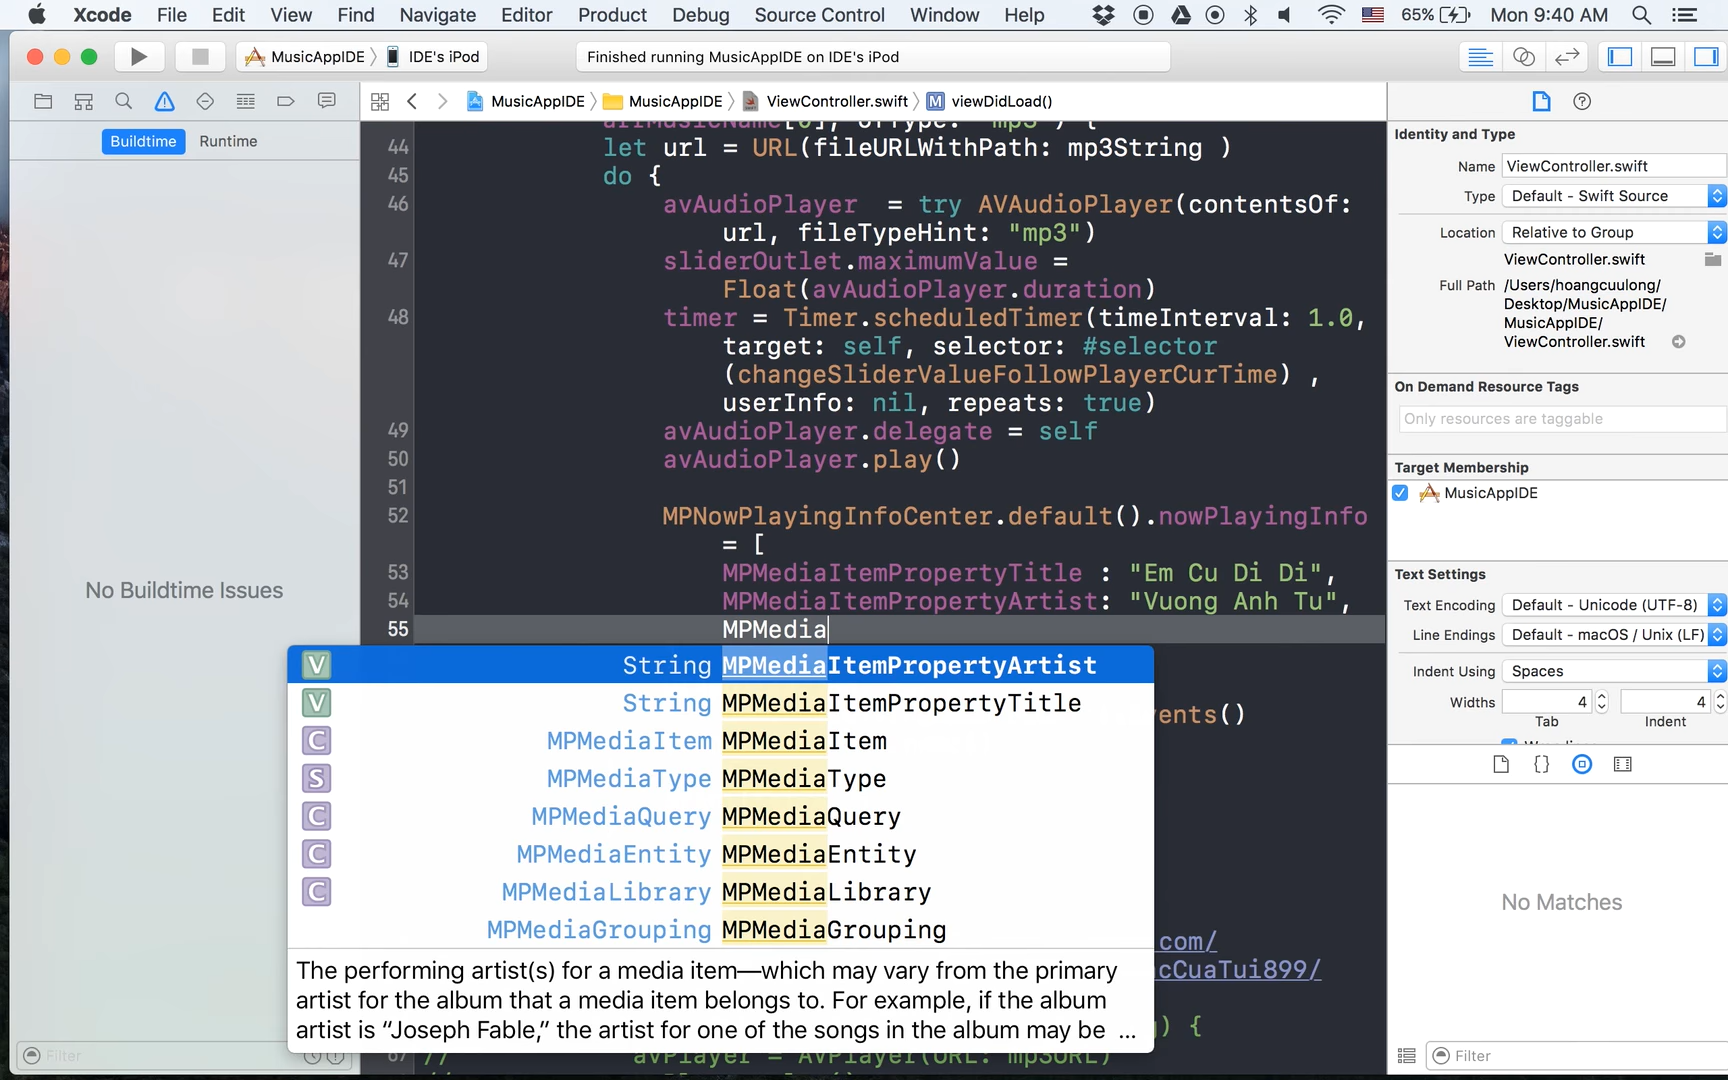 Xcode File Edit View Find Navigate Editor Product Debug Source Control Window Help 65% Mon 9:40 AM
MusicAppIDE IDE's iPod Finished running MusicAppIDE on IDE's iPod
MusicAppIDE MusicAppIDE ViewController.swift M viewDidLoad()
Buildtime Runtime
No Buildtime Issues
Filter
44 let url = URL(fileURLWithPath: mp3String )
45 do {
46 avAudioPlayer = try AVAudioPlayer(contentsOf:
url, fileTypeHint: "mp3")
47 sliderOutlet.maximumValue =
Float(avAudioPlayer.duration)
48 timer = Timer.scheduledTimer(timeInterval: 1.0,
target: self, selector: #selector
(changeSliderValueFollowPlayerCurTime) ,
userInfo: nil, repeats: true)
49 avAudioPlayer.delegate = self
50 avAudioPlayer.play()
51
52 MPNowPlayingInfoCenter.default().nowPlayingInfo
= [
53 MPMediaItemPropertyTitle : "Em Cu Di Di",
54 MPMediaItemPropertyArtist: "Vuong Anh Tu",
55 MPMedia
V String MPMediaItemPropertyArtist
V String MPMediaItemPropertyTitle
C MPMediaItem MPMediaItem
S MPMediaType MPMediaType
C MPMediaQuery MPMediaQuery
C MPMediaEntity MPMediaEntity
C MPMediaLibrary MPMediaLibrary
MPMediaGrouping MPMediaGrouping
The performing artist(s) for a media item—which may vary from the primary
artist for the album that a media item belongs to. For example, if the album
artist is “Joseph Fable,” the artist for one of the songs in the album may be ...
ents()
com/
cCuaTui899/
) {
67 // avPlayer = AVPlayer(URL: mp3URL)
Identity and Type
Name ViewController.swift
Type Default - Swift Source
Location Relative to Group
ViewController.swift
Full Path /Users/hoangcuulong/
Desktop/MusicAppIDE/
MusicAppIDE/
ViewController.swift
On Demand Resource Tags
Only resources are taggable
Target Membership
MusicAppIDE
Text Settings
Text Encoding Default - Unicode (UTF-8)
Line Endings Default - macOS / Unix (LF)
Indent Using Spaces
Widths 4 4
Tab Indent
{}
No Matches
Filter